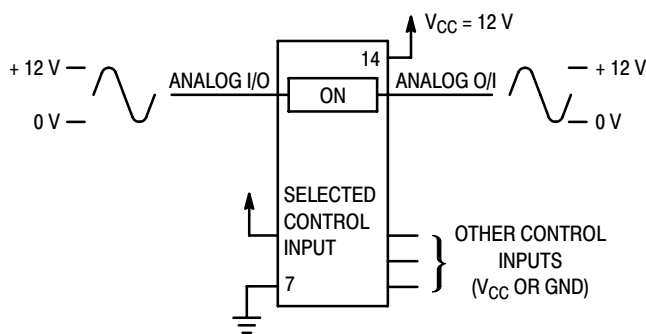 V_CC = 12 V
14
+ 12 V
ANALOG I/O
ON
ANALOG O/I
+ 12 V
0 V
0 V
SELECTED
CONTROL
INPUT
7
OTHER CONTROL
INPUTS
(V_CC OR GND)